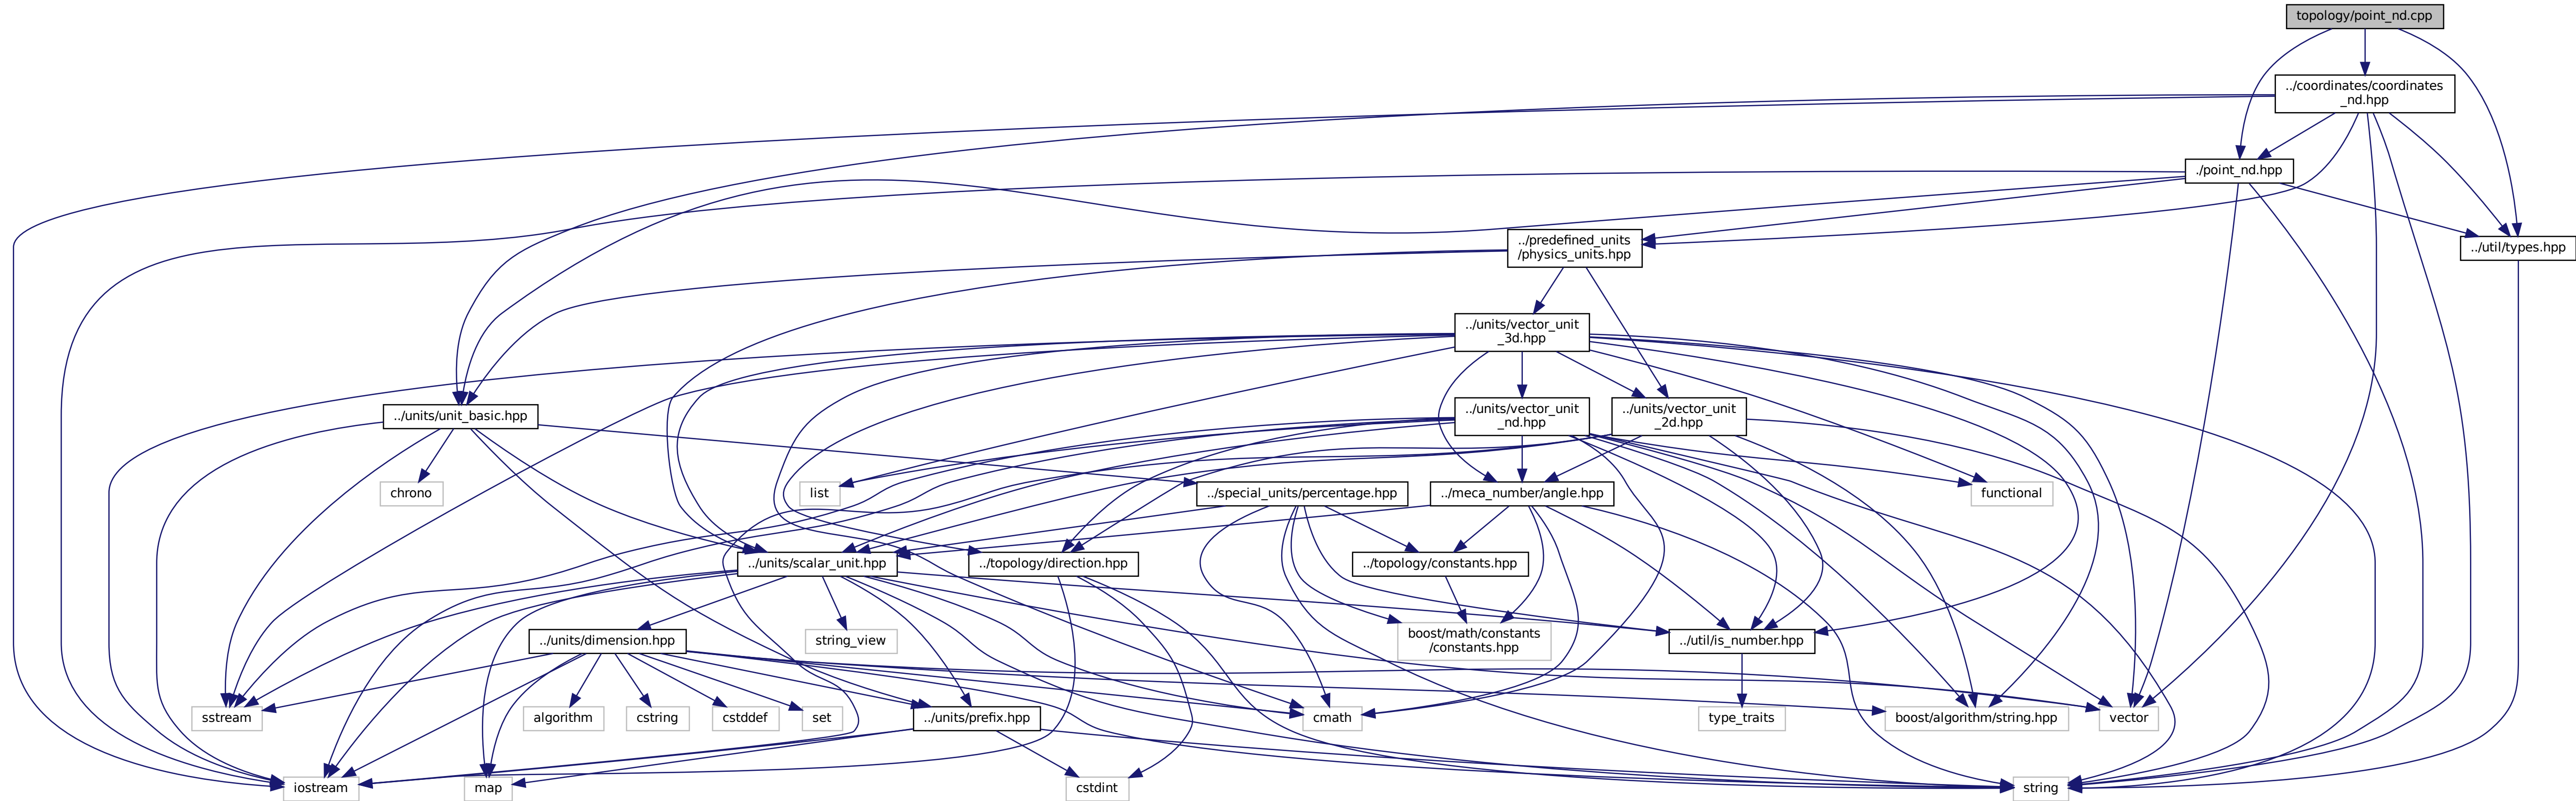 topology/point_nd.cpp
../coordinates/coordinates
_nd.hpp
./point_nd.hpp
../predefined_units
/physics_units.hpp
../util/types.hpp
../units/vector_unit
_3d.hpp
../units/unit_basic.hpp
../units/vector_unit
_nd.hpp
../units/vector_unit
_2d.hpp
chrono
list
../special_units/percentage.hpp
../meca_number/angle.hpp
functional
../units/scalar_unit.hpp
../topology/direction.hpp
../topology/constants.hpp
../units/dimension.hpp
string_view
boost/math/constants
/constants.hpp
../util/is_number.hpp
sstream
algorithm
cstring
cstddef
set
../units/prefix.hpp
cmath
type_traits
boost/algorithm/string.hpp
vector
iostream
map
cstdint
string